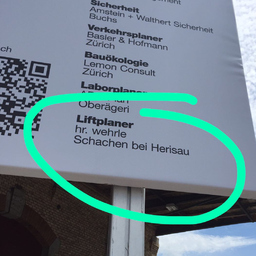 Sicherheit
Amstein + Walthert Sicherheit
Buchs
Verkehrsplaner
Basler & Hofmann
Zürich
Bauökologie
Lemon Consult
Zürich
Laborplaner
Oberägeri
Liftplaner
hr. wehrle
Schachen bei Herisau